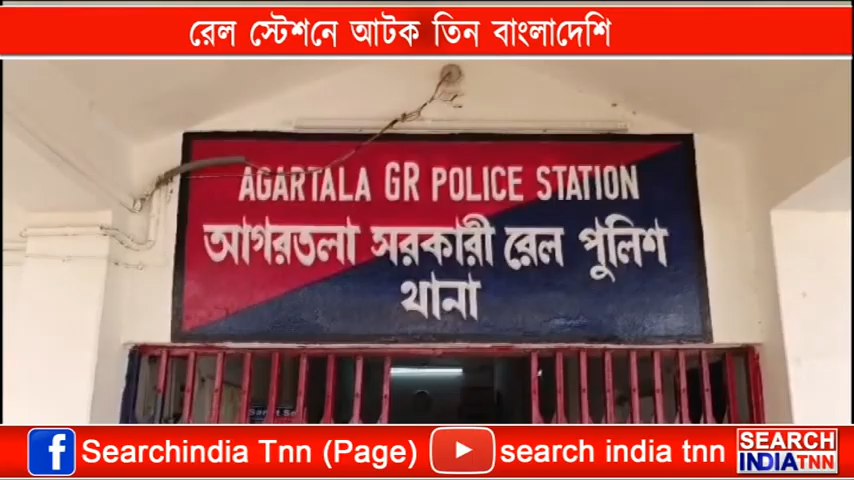 রেল স্টেশনে আটক তিন বাংলাদেশি
AGARTALA GR POLICE STATION
আগরতলা সরকারী রেল পুলিশ
থানা
Searchindia Tnn (Page) search india tnn
SEARCH
INDIATNN